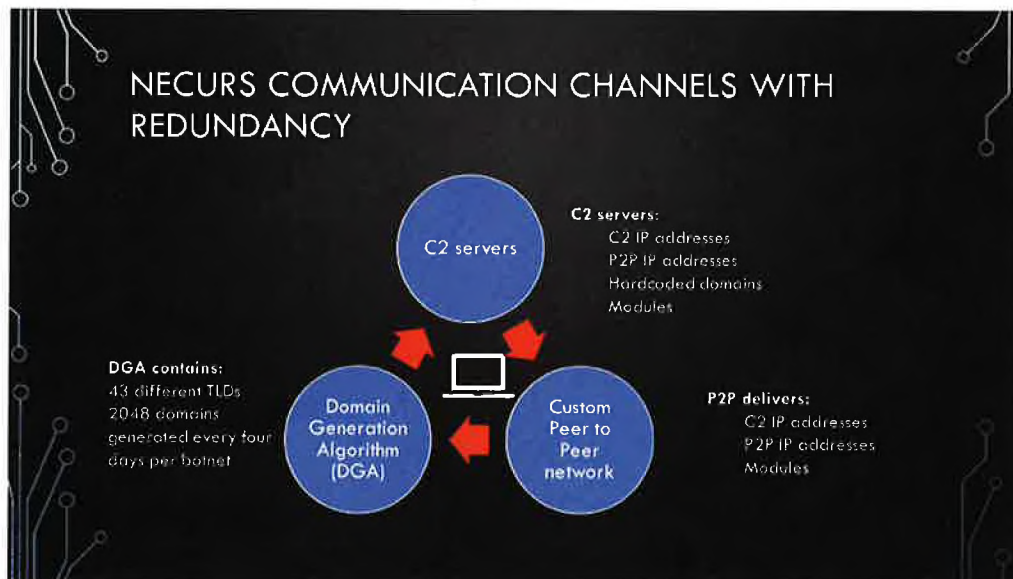 NECURS COMMUNICATION CHANNELS WITH
REDUNDANCY
C2 servers
C2 servers:
C2 IP addresses
P2P IP addresses
Hardcoded domains
Modules
DGA contains:
43 different TLDs
2048 domains
generated every four
days per botnet
Domain
Generation
Algorithm
(DGA)
Custom
Peer to
Peer
network
P2P delivers:
C2 IP addresses
P2P IP addresses
Modules